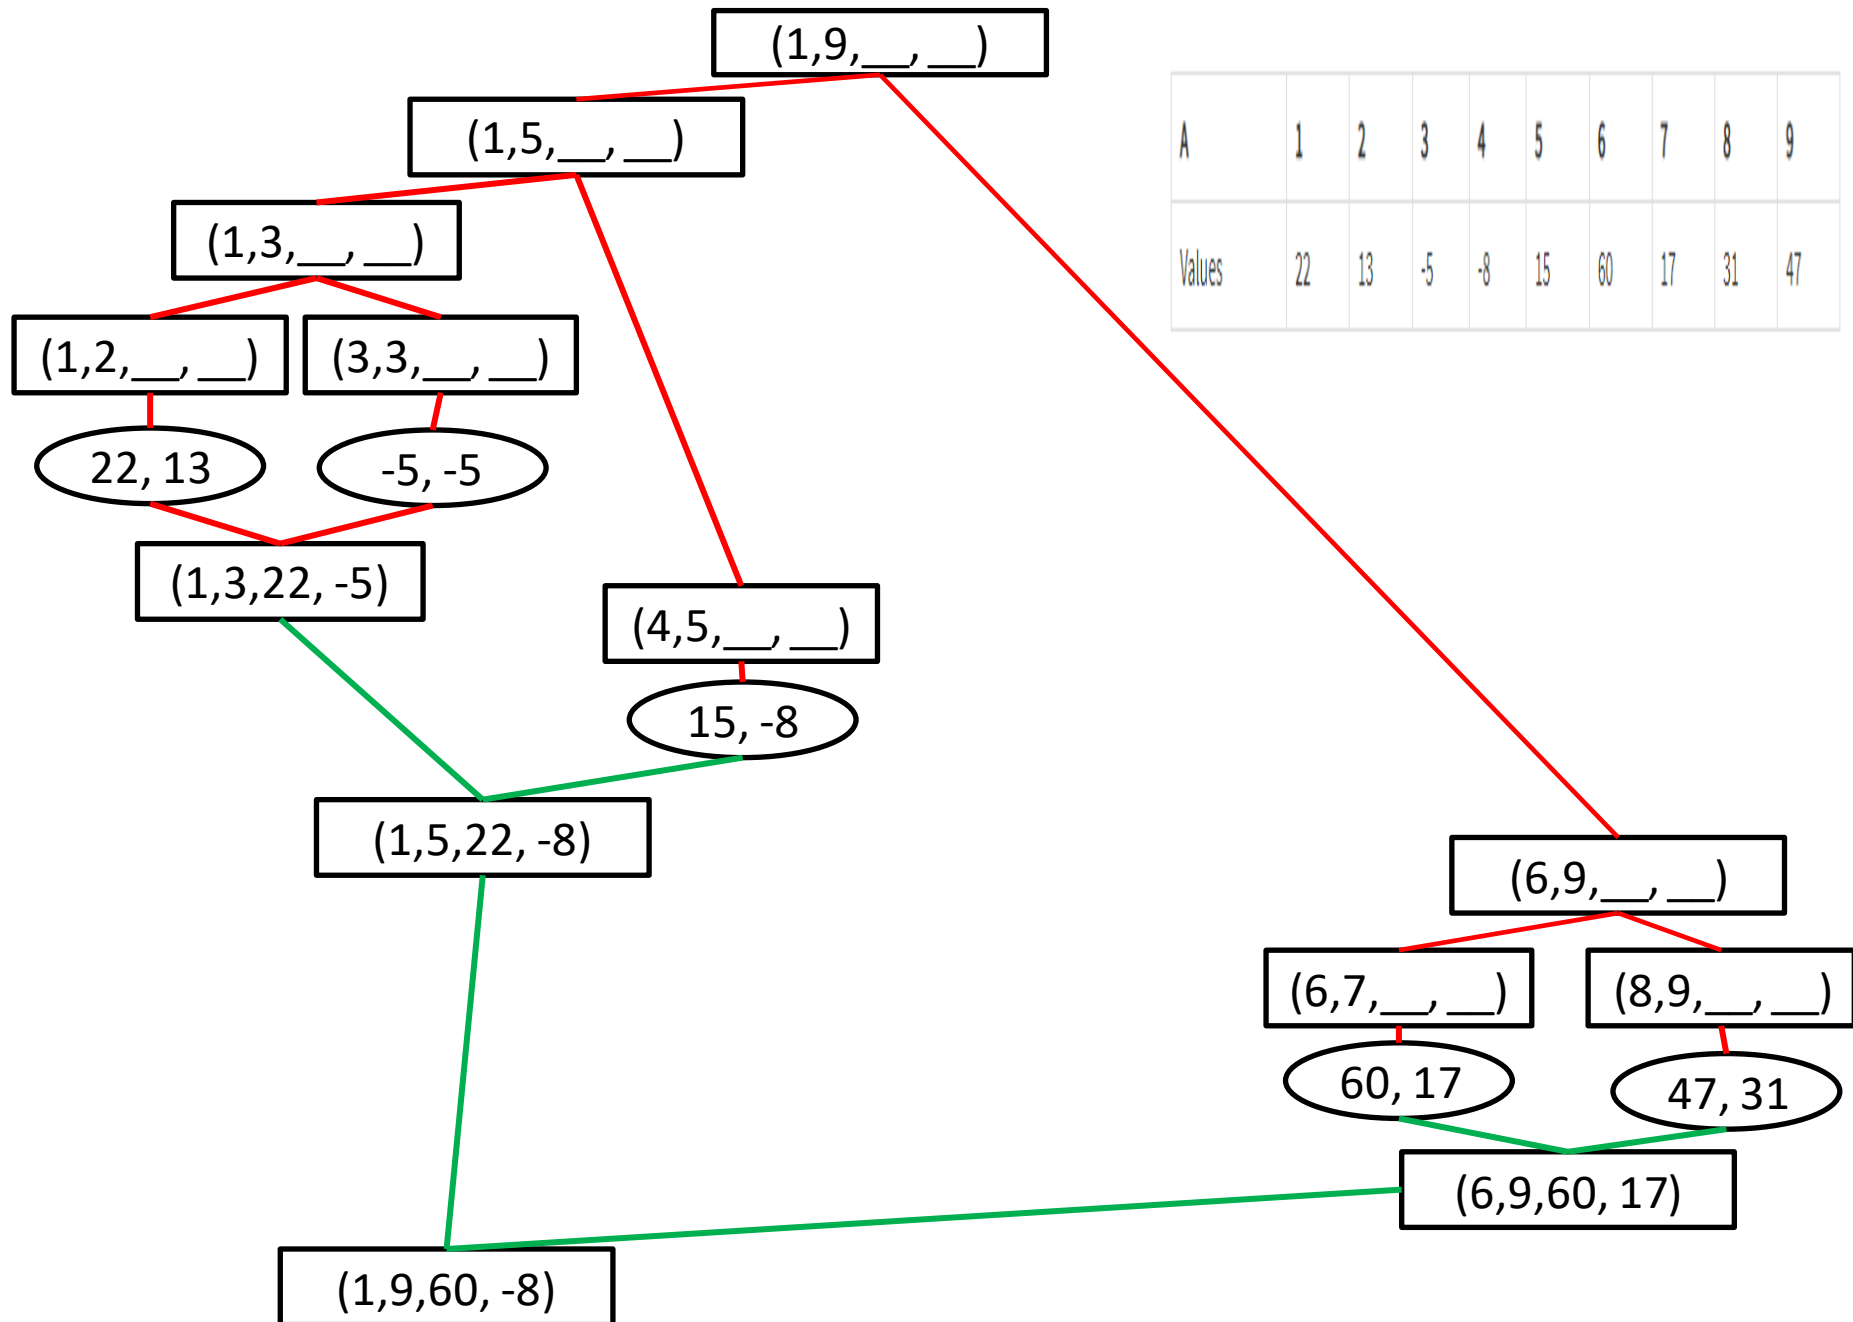 (1,9,__, __)
(1,5,__, __)
A 1 2 3 4 5 6 7 8 9
Values 22 13 -5 -8 15 60 17 31 47
(1,3,__, __)
(1,2,__, __) (3,3,__, __)
22, 13 -5, -5
(1,3,22, -5)
(4,5,__, __)
15, -8
(1,5,22, -8)
(6,9,__, __)
(6,7,__, __) (8,9,__, __)
60, 17 47, 31
(6,9,60, 17)
(1,9,60, -8)